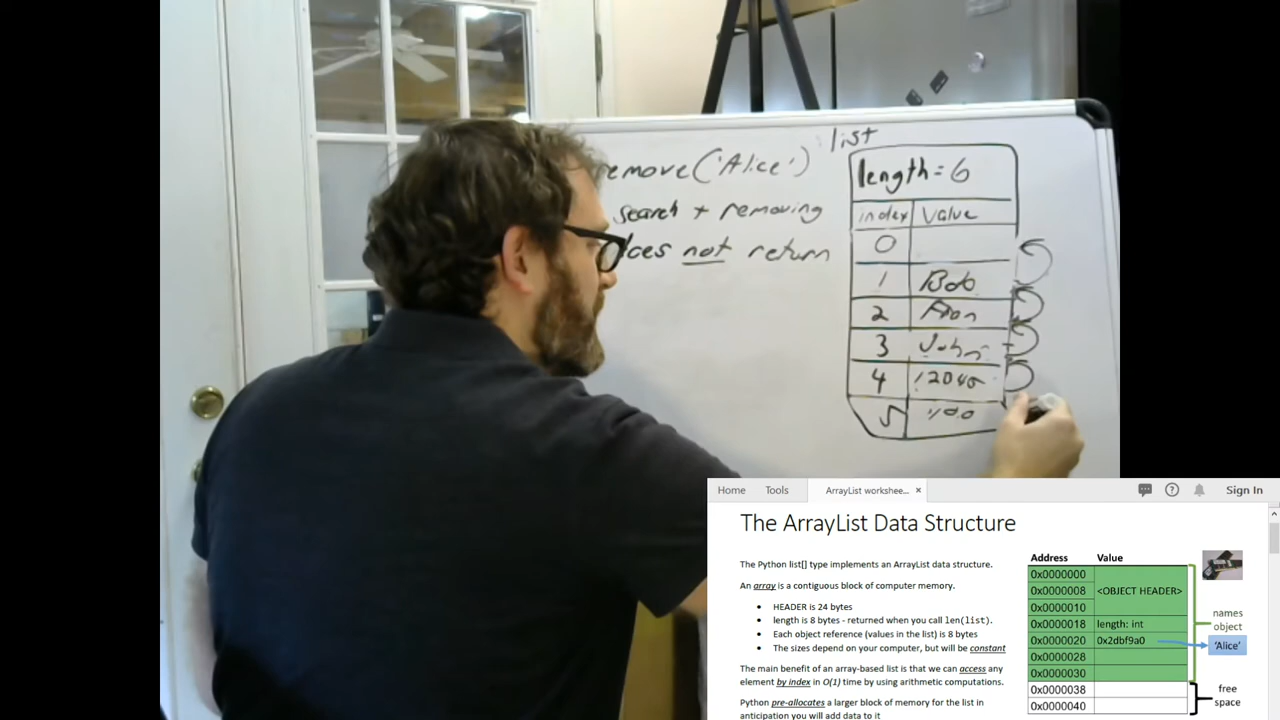 remove('Alice')
search + removing
does not return
list
length=6
index value
0
1 Bob
2
3 John
4
5
Home Tools ArrayList workshee... × Sign In
The ArrayList Data Structure
The Python list[] type implements an ArrayList data structure.
An array is a contiguous block of computer memory.
• HEADER is 24 bytes
• length is 8 bytes - returned when you call len(list).
• Each object reference (values in the list) is 8 bytes
• The sizes depend on your computer, but will be constant
The main benefit of an array-based list is that we can access any
element by index in O(1) time by using arithmetic computations.
Python pre-allocates a larger block of memory for the list in
anticipation you will add data to it
Address Value
0x0000000
0x0000008 <OBJECT HEADER>
0x0000010
0x0000018 length: int
0x0000020 0x2dbf9a0
0x0000028
0x0000030
0x0000038
0x0000040
names
object
'Alice'
free
space